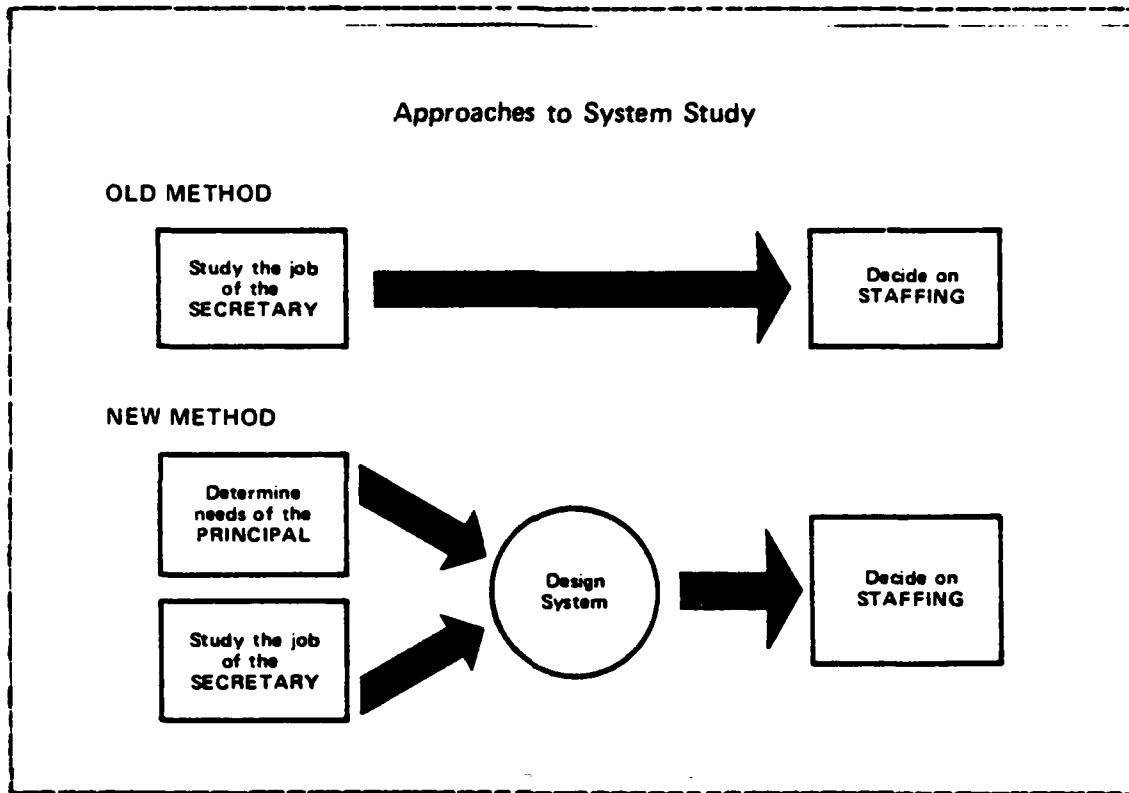 Approaches to System Study
OLD METHOD
Study the job
of the
SECRETARY
Decide on
STAFFING
NEW METHOD
Determine
needs of the
PRINCIPAL
Study the job
of the
SECRETARY
Design
System
Decide on
STAFFING